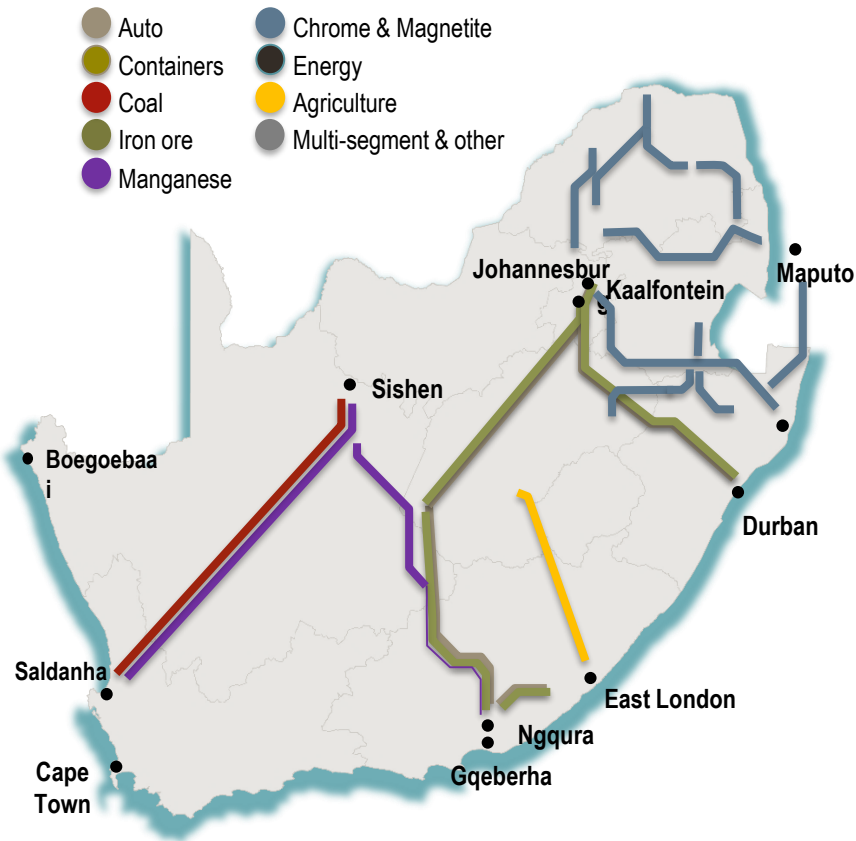 Auto
Containers
Coal
Iron ore
Manganese
Chrome & Magnetite
Energy
Agriculture
Multi-segment & other
Johannesbur
g
Kaalfontein
Maputo
Sishen
Boegoebaa
i
Durban
Saldanha
East London
Ngqura
Gqeberha
Cape
Town